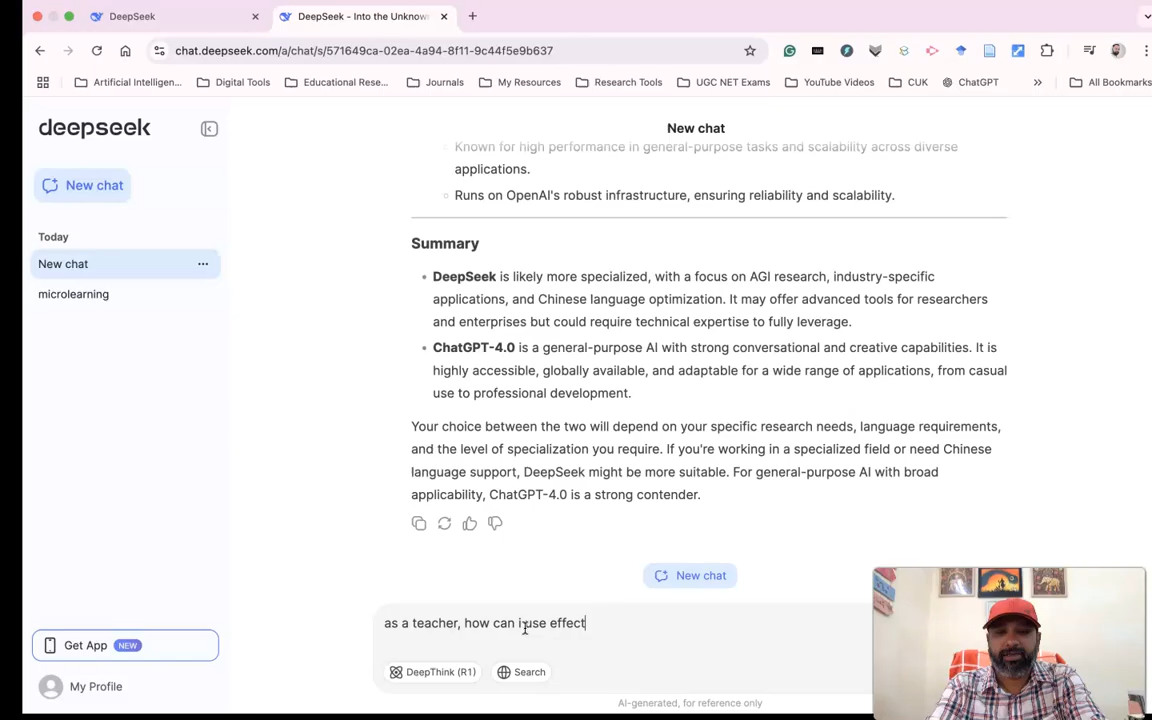 DeepSeek
DeepSeek - Into the Unknown
chat.deepseek.com/a/chat/s/571649ca-02ea-4a94-8f11-9c44f5e9b637
Artificial Intelligen...
Digital Tools
Educational Rese...
Journals
My Resources
Research Tools
UGC NET Exams
YouTube Videos
CUK
ChatGPT
All Bookmarks
deepseek
New chat
Today
New chat
microlearning
Get App NEW
My Profile
New chat
Known for high performance in general-purpose tasks and scalability across diverse
applications.
Runs on OpenAI's robust infrastructure, ensuring reliability and scalability.
Summary
DeepSeek is likely more specialized, with a focus on AGI research, industry-specific
applications, and Chinese language optimization. It may offer advanced tools for researchers
and enterprises but could require technical expertise to fully leverage.
ChatGPT-4.0 is a general-purpose AI with strong conversational and creative capabilities. It is
highly accessible, globally available, and adaptable for a wide range of applications, from casual
use to professional development.
Your choice between the two will depend on your specific research needs, language requirements,
and the level of specialization you require. If you're working in a specialized field or need Chinese
language support, DeepSeek might be more suitable. For general-purpose AI with broad
applicability, ChatGPT-4.0 is a strong contender.
New chat
as a teacher, how can i use effect
DeepThink (R1)
Search
AI-generated, for reference only